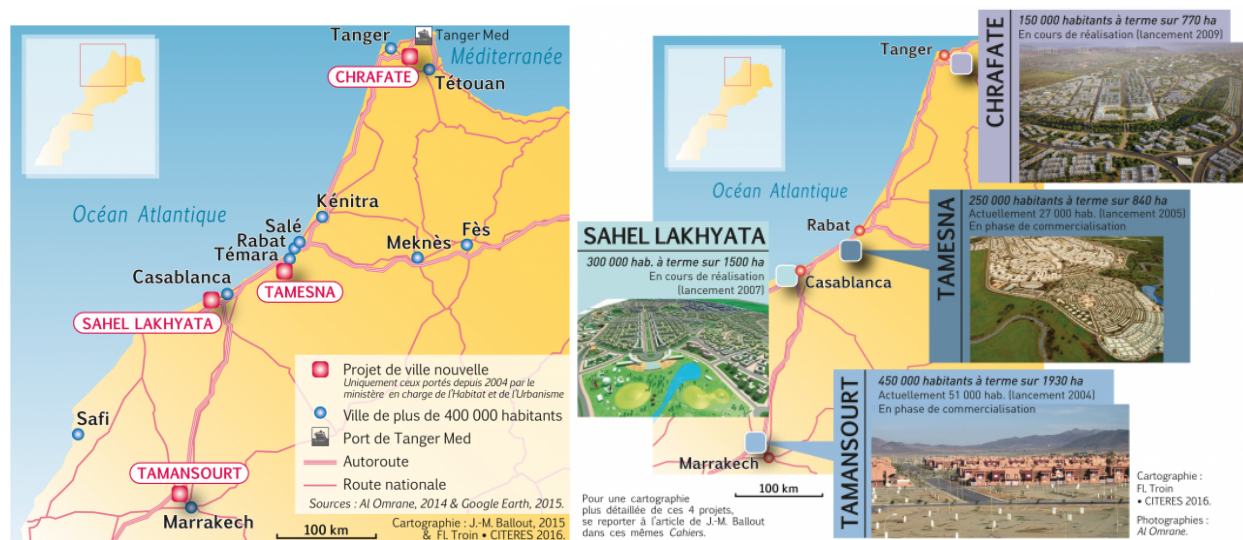 Tanger
Tanger Med
Méditerranée
CHRAFATE
Tétouan
Océan Atlantique
Kénitra
Salé
Rabat
Témara
Fès
Meknès
Casablanca
TAMESNA
SAHEL LAKHYATA
Safi
TAMANSOURT
Marrakech
Projet de ville nouvelle
Uniquement ceux portés depuis 2004 par le
ministère en charge de l'Habitat et de l'Urbanisme
Ville de plus de 400 000 habitants
Port de Tanger Med
Autoroute
Route nationale
Sources : Al Omrane, 2014 & Google Earth, 2015.
100 km
Cartographie : J.-M. Ballout, 2015
& Fl. Troin • CITERES 2016.
Tanger
CHRAFATE
150 000 habitants à terme sur 770 ha
En cours de réalisation (lancement 2009)
Océan Atlantique
Rabat
TAMESNA
250 000 habitants à terme sur 840 ha
Actuellement 27 000 hab. (lancement 2005)
En phase de commercialisation
SAHEL LAKHYATA
300 000 hab. à terme sur 1500 ha
En cours de réalisation
(lancement 2007)
Casablanca
TAMANSOURT
450 000 habitants à terme sur 1930 ha
Actuellement 51 000 hab. (lancement 2004)
En phase de commercialisation
Marrakech
100 km
Pour une cartographie
plus détaillée de ces 4 projets,
se reporter à l'article de J.-M. Ballout
dans ces mêmes Cahiers.
Cartographie :
Fl. Troin
• CITERES 2016.
Photographies :
Al Omrane.